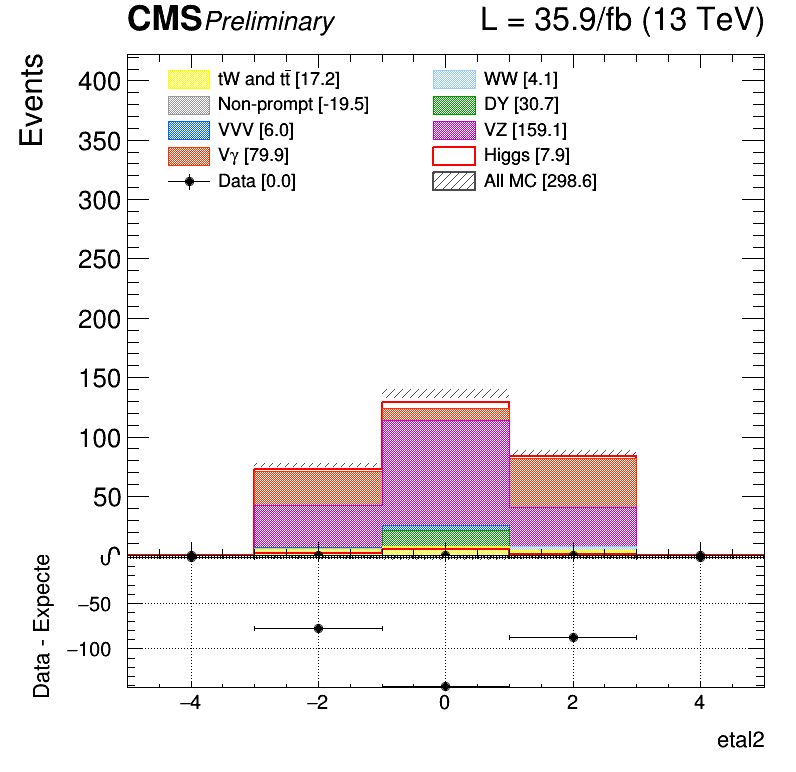 CMS Preliminary L = 35.9/fb (13 TeV)
Events
400
350
300
250
200
150
100
50
0
tW and tt̄ [17.2]
Non-prompt [-19.5]
VVV [6.0]
Vγ [79.9]
Data [0.0]
WW [4.1]
DY [30.7]
VZ [159.1]
Higgs [7.9]
All MC [298.6]
Data - Expecte
0
−50
−100
−4 −2 0 2 4
etal2